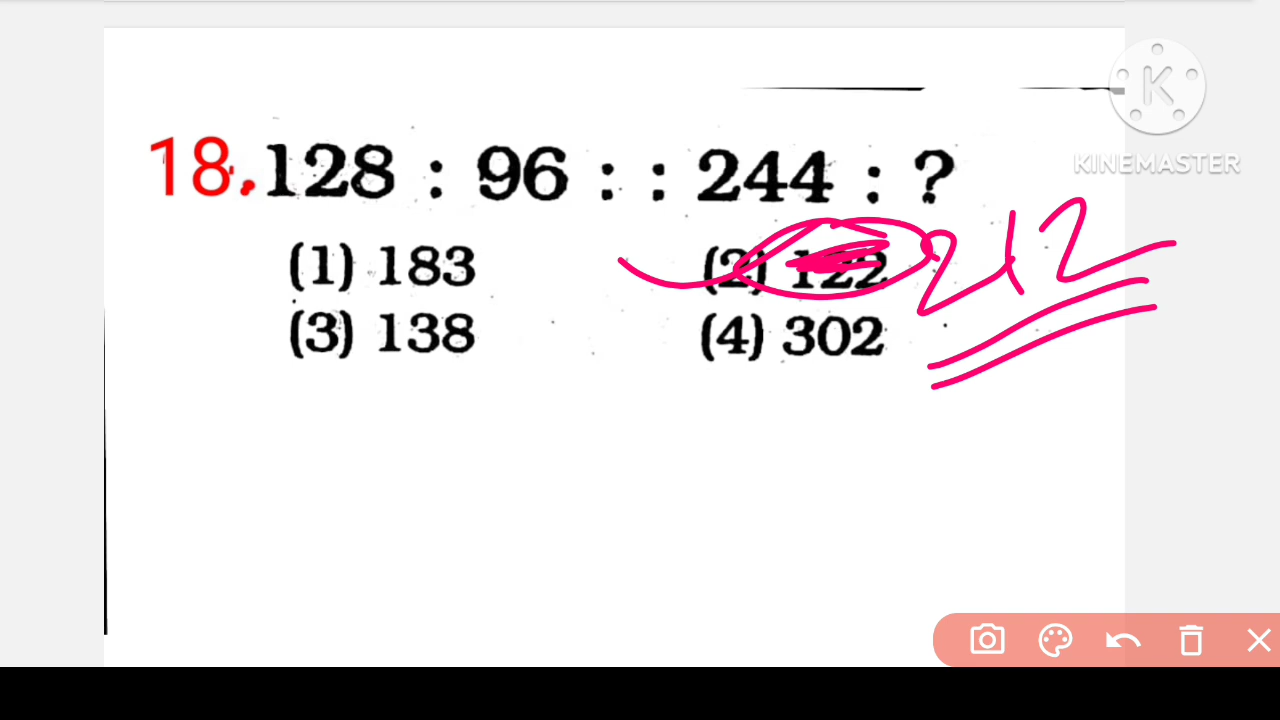 KINEMASTER
18. 128 : 96 : : 244 : ?
(1) 183 (2) 122 212
(3) 138 (4) 302